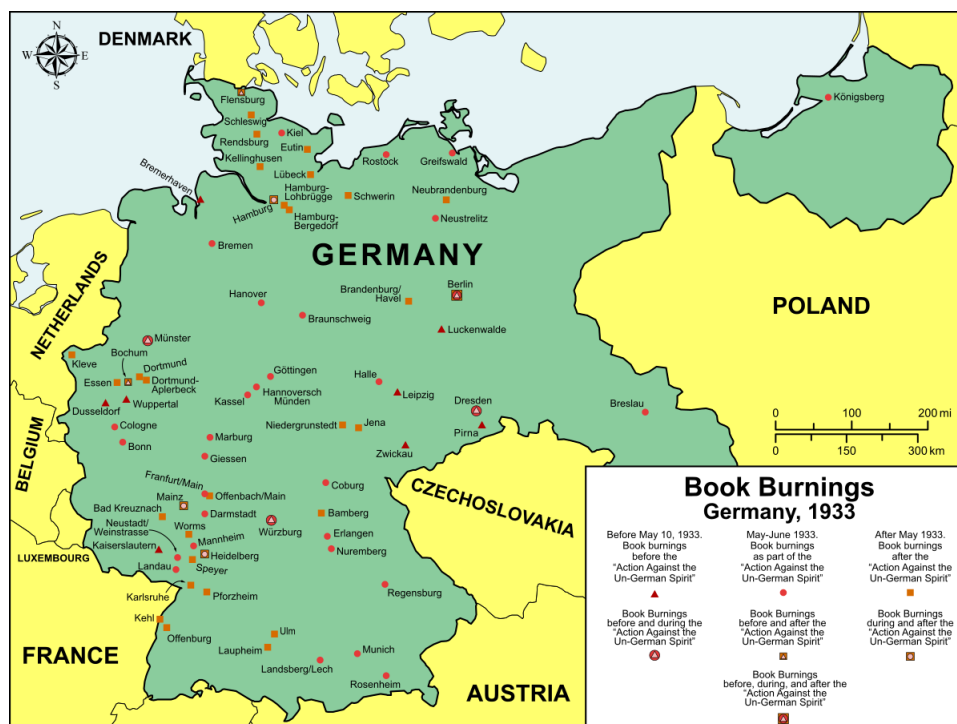 DENMARK
N
W
E
S
Flensburg
Schleswig
Rendsburg
Kiel
Eutin
Kellinghusen
Lübeck
Rostock
Greifswald
Königsberg
Bremerhaven
Hamburg
Hamburg-
Lohbrügge
Hamburg-
Bergedorf
Schwerin
Neubrandenburg
Neustrelitz
Bremen
GERMANY
NETHERLANDS
Hanover
Braunschweig
Brandenburg/
Havel
Berlin
Luckenwalde
POLAND
Münster
Kleve
Bochum
Dortmund
Essen
Dortmund-
Aplerbeck
Dusseldorf
Wuppertal
Göttingen
Kassel
Hannoversch
Münden
Halle
Leipzig
Dresden
Pirna
Breslau
0
100
200 mi
0
150
300 km
BELGIUM
Cologne
Bonn
Marburg
Giessen
Niedergrunstedt
Jena
Zwickau
Franfurt/Main
Offenbach/Main
Mainz
Bad Kreuznach
Darmstadt
Coburg
Würzburg
Bamberg
CZECHOSLOVAKIA
Neustadt/
Weinstrasse
Worms
Mannheim
Kaiserslautern
Heidelberg
Erlangen
Nuremberg
LUXEMBOURG
Landau
Speyer
Karlsruhe
Pforzheim
Regensburg
Kehl
Offenburg
Ulm
Laupheim
Munich
Landsberg/Lech
Rosenheim
FRANCE
AUSTRIA
Book Burnings
Germany, 1933
Before May 10, 1933.
Book burnings
before the
“Action Against the
Un-German Spirit”
May-June 1933.
Book burnings
as part of the
“Action Against the
Un-German Spirit”
After May 1933.
Book burnings
after the
“Action Against the
Un-German Spirit”
Book Burnings
before and during the
“Action Against the
Un-German Spirit”
Book Burnings
before and after the
“Action Against the
Un-German Spirit”
Book Burnings
during and after the
“Action Against the
Un-German Spirit”
Book Burnings
before, during, and after the
“Action Against the
Un-German Spirit”